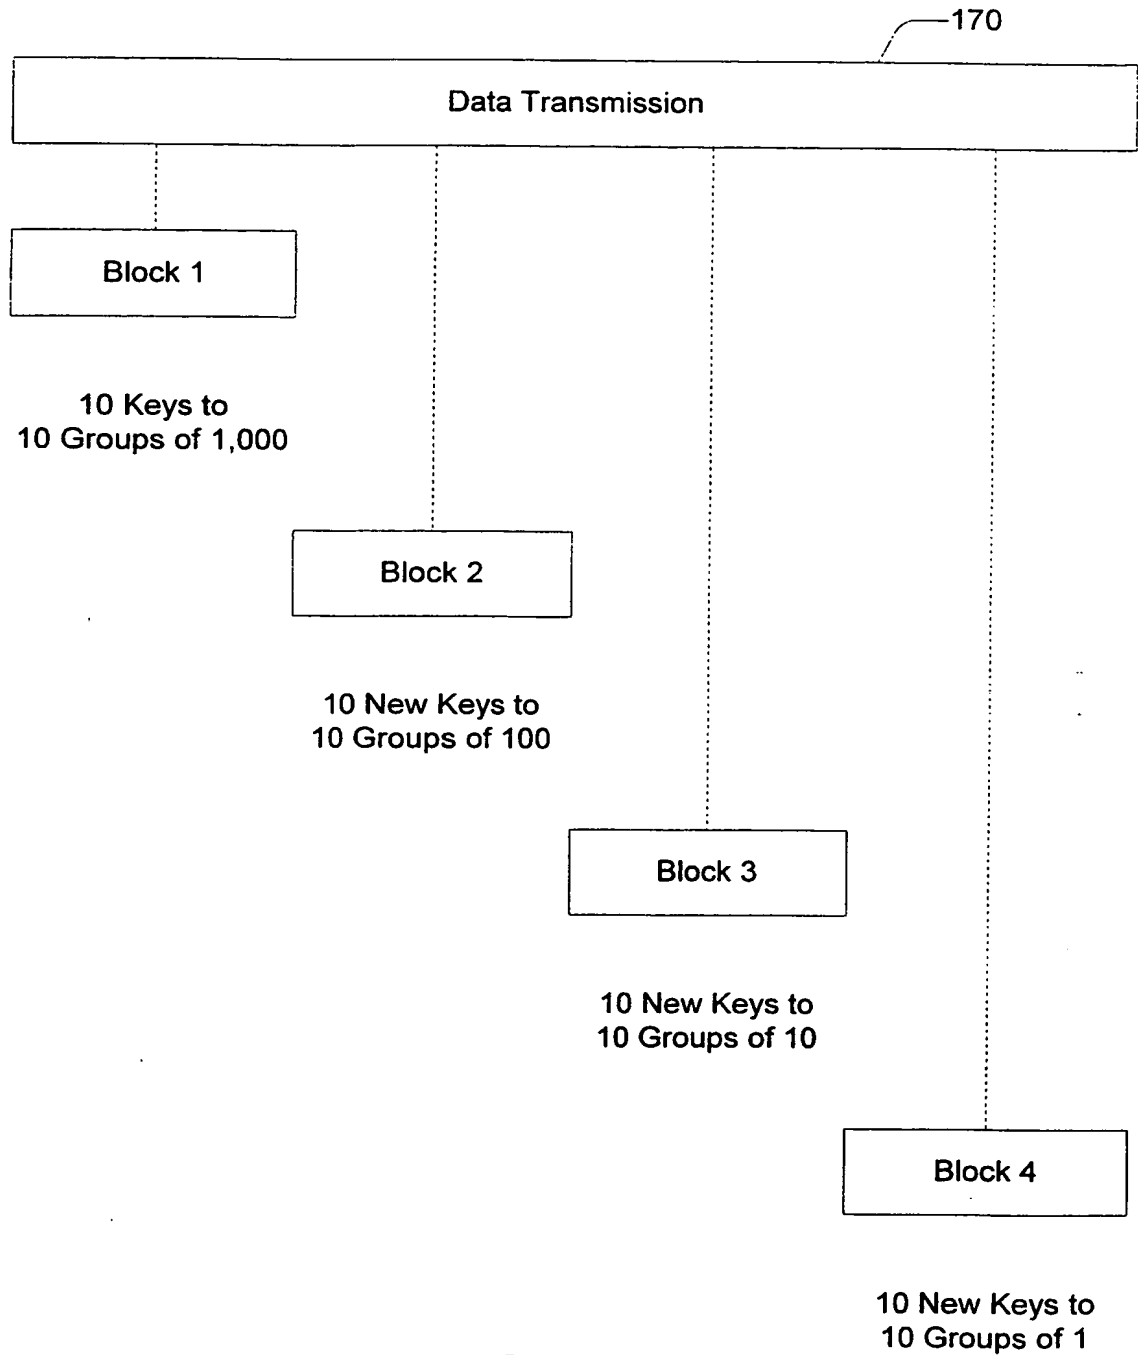 170
Data Transmission
Block 1
10 Keys to
10 Groups of 1,000
Block 2
10 New Keys to
10 Groups of 100
Block 3
10 New Keys to
10 Groups of 10
Block 4
10 New Keys to
10 Groups of 1